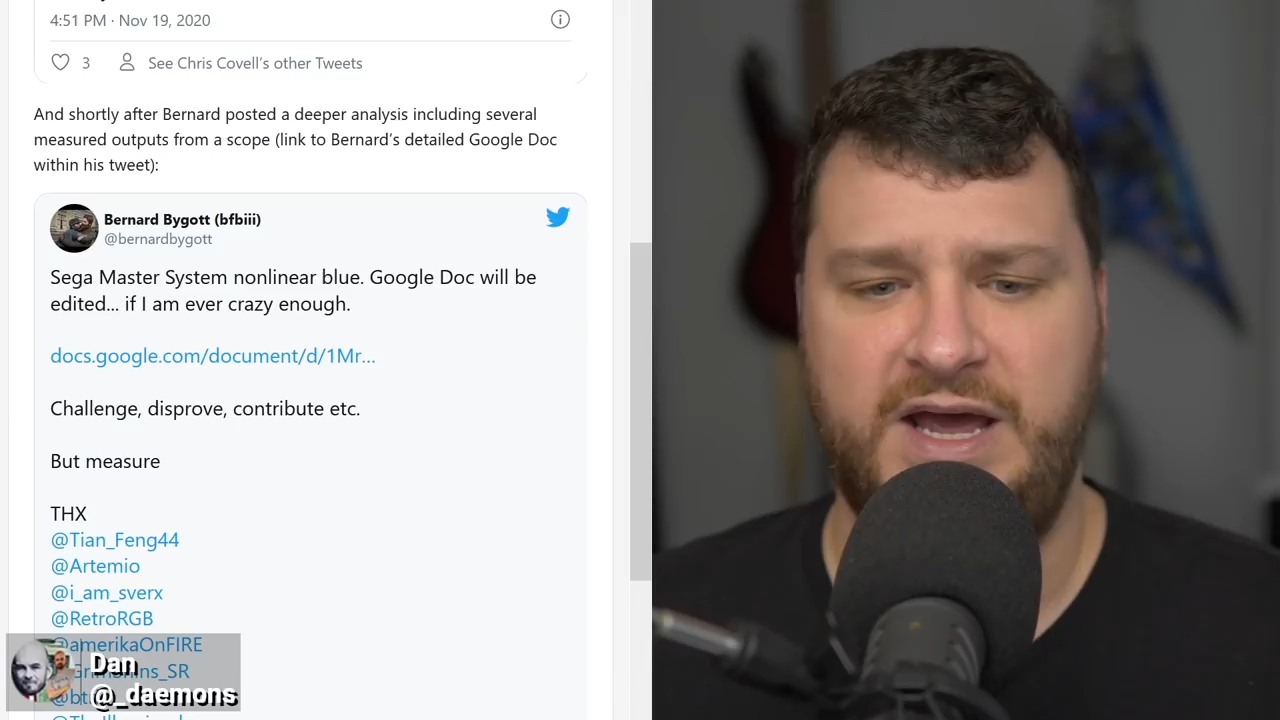 4:51 PM · Nov 19, 2020
3
See Chris Covell's other Tweets
And shortly after Bernard posted a deeper analysis including several
measured outputs from a scope (link to Bernard's detailed Google Doc
within his tweet):
Bernard Bygott (bfbiii)
@bernardbygott
Sega Master System nonlinear blue. Google Doc will be
edited... if I am ever crazy enough.
docs.google.com/document/d/1Mr...
Challenge, disprove, contribute etc.
But measure
THX
@Tian_Feng44
@Artemio
@i_am_sverx
@RetroRGB
@amerikaOnFIRE
Dan
@_daemons